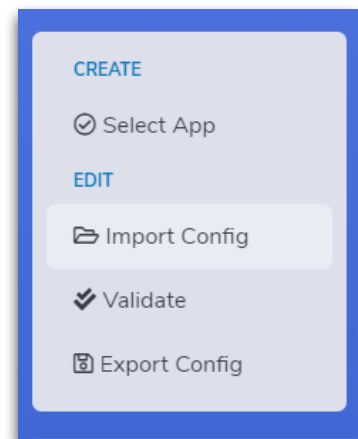 CREATE
Select App
EDIT
Import Config
Validate
Export Config